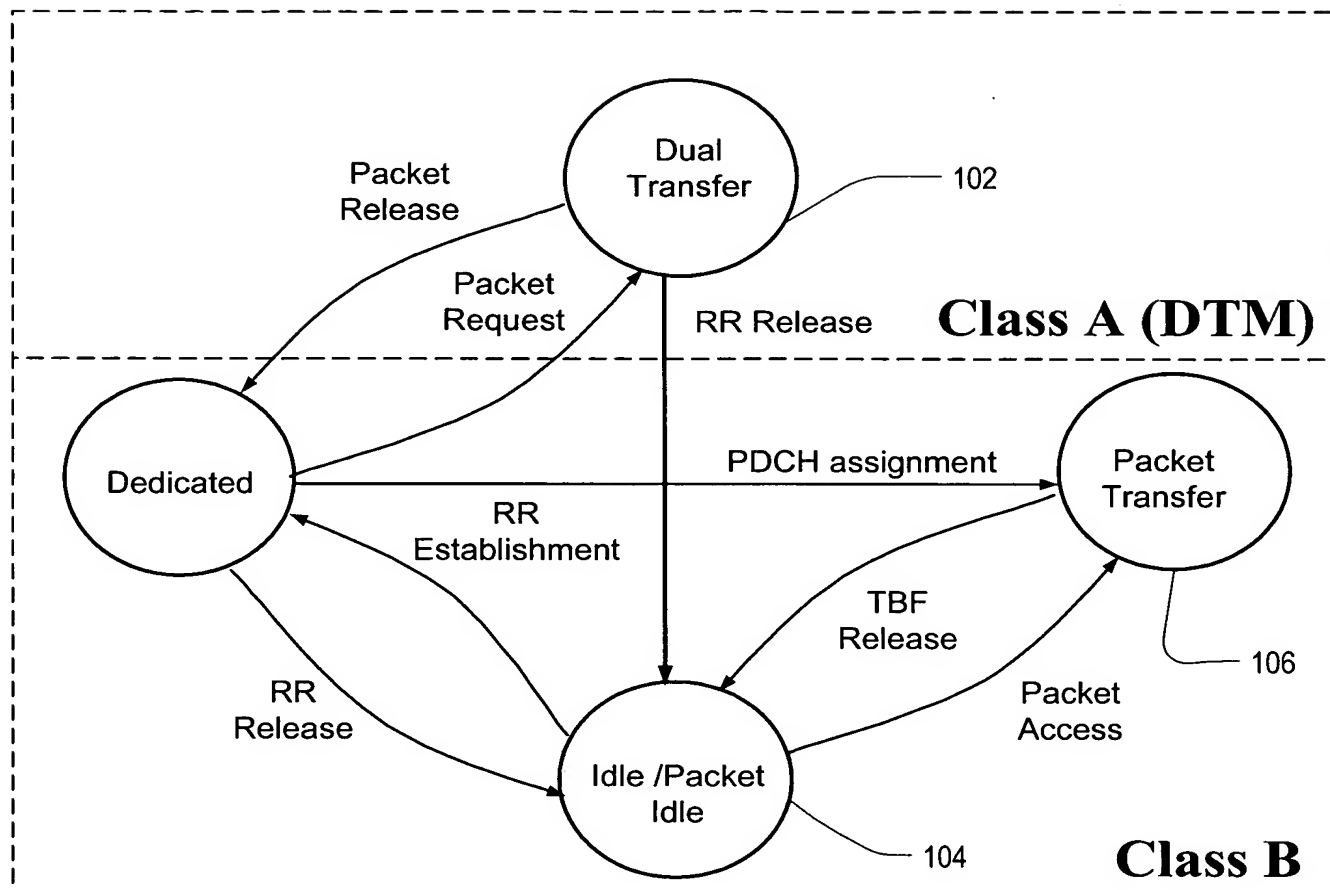 Dual
Transfer
102
Packet
Release
Packet
Request
RR Release
Class A (DTM)
Dedicated
PDCH assignment
Packet
Transfer
RR
Establishment
TBF
Release
106
RR
Release
Packet
Access
Idle /Packet
Idle
104
Class B